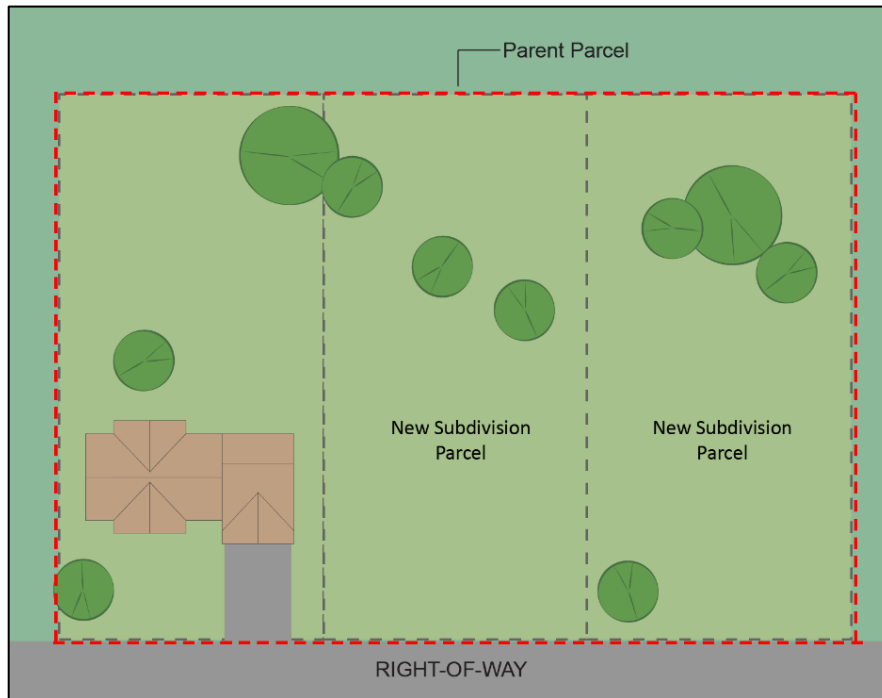 Parent Parcel
New Subdivision
Parcel
New Subdivision
Parcel
RIGHT-OF-WAY